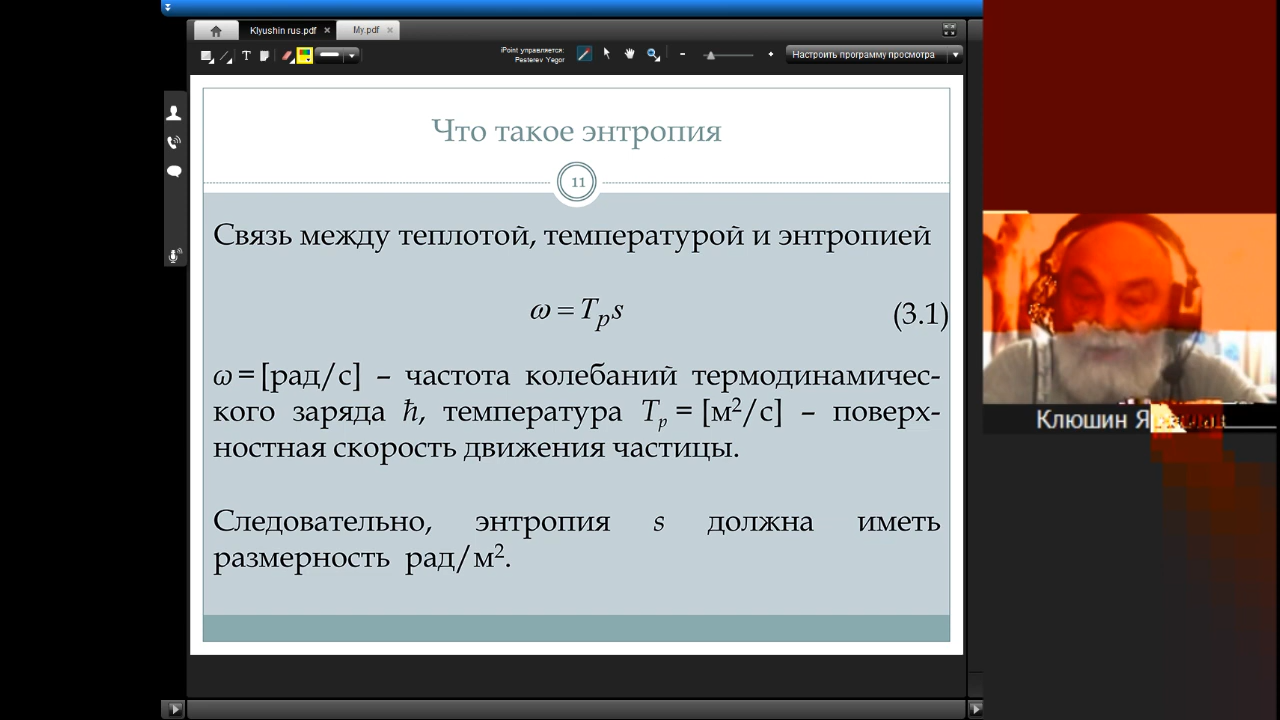 Klyushin rus.pdf
My.pdf
iPoint управляется:
Pesterev Yegor
Настроить программу просмотра
Что такое энтропия
11
Связь между теплотой, температурой и энтропией
ω = Tps (3.1)
ω = [рад/с] – частота колебаний термодинамичес-
кого заряда ħ, температура Tp = [м²/с] – поверх-
ностная скорость движения частицы.
Следовательно, энтропия s должна иметь
размерность рад/м².
Клюшин